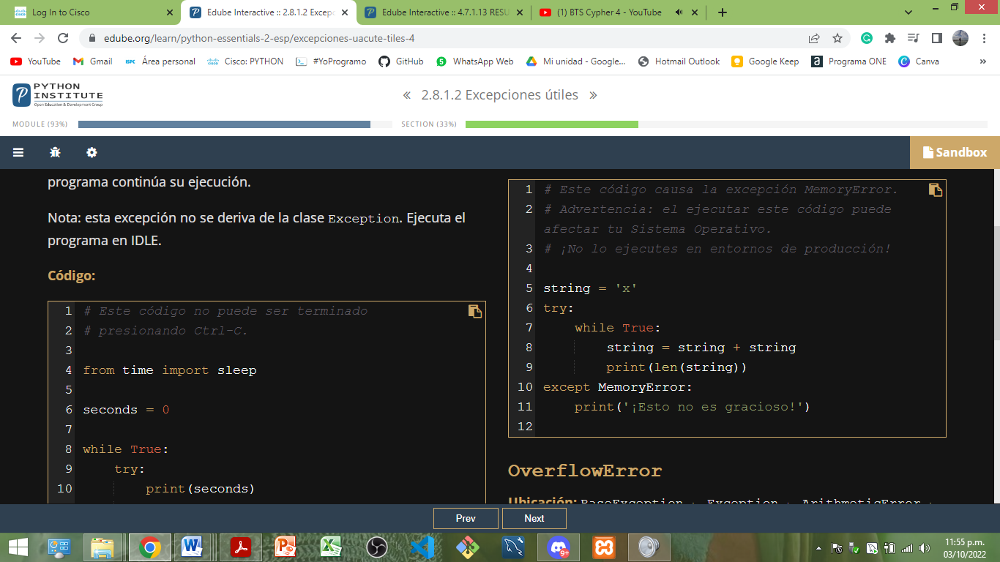 Log In to Cisco
Edube Interactive :: 2.8.1.2 Excepc
Edube Interactive :: 4.7.1.13 RESU
(1) BTS Cypher 4 - YouTube
edube.org/learn/python-essentials-2-esp/excepciones-uacute-tiles-4
YouTube
Gmail
ISPC Área personal
Cisco: PYTHON
#YoProgramo
GitHub
WhatsApp Web
Mi unidad - Google...
Hotmail Outlook
Google Keep
Programa ONE
Canva
»
PYTHON
INSTITUTE
Open Education & Development Group
« 2.8.1.2 Excepciones útiles »
MODULE (93%)
SECTION (33%)
Sandbox
programa continúa su ejecución.
Nota: esta excepción no se deriva de la clase Exception. Ejecuta el
programa en IDLE.
Código:
1 # Este código no puede ser terminado
2 # presionando Ctrl-C.
3
4 from time import sleep
5
6 seconds = 0
7
8 while True:
9 try:
10 print(seconds)
1 # Este código causa la excepción MemoryError.
2 # Advertencia: el ejecutar este código puede
afectar tu Sistema Operativo.
3 # ¡No lo ejecutes en entornos de producción!
4
5 string = 'x'
6 try:
7 while True:
8 string = string + string
9 print(len(string))
10 except MemoryError:
11 print('¡Esto no es gracioso!')
12
OverflowError
Ubicación: BaseException ← Exception ← ArithmeticError ←
Prev
Next
9+
11:55 p.m.
03/10/2022